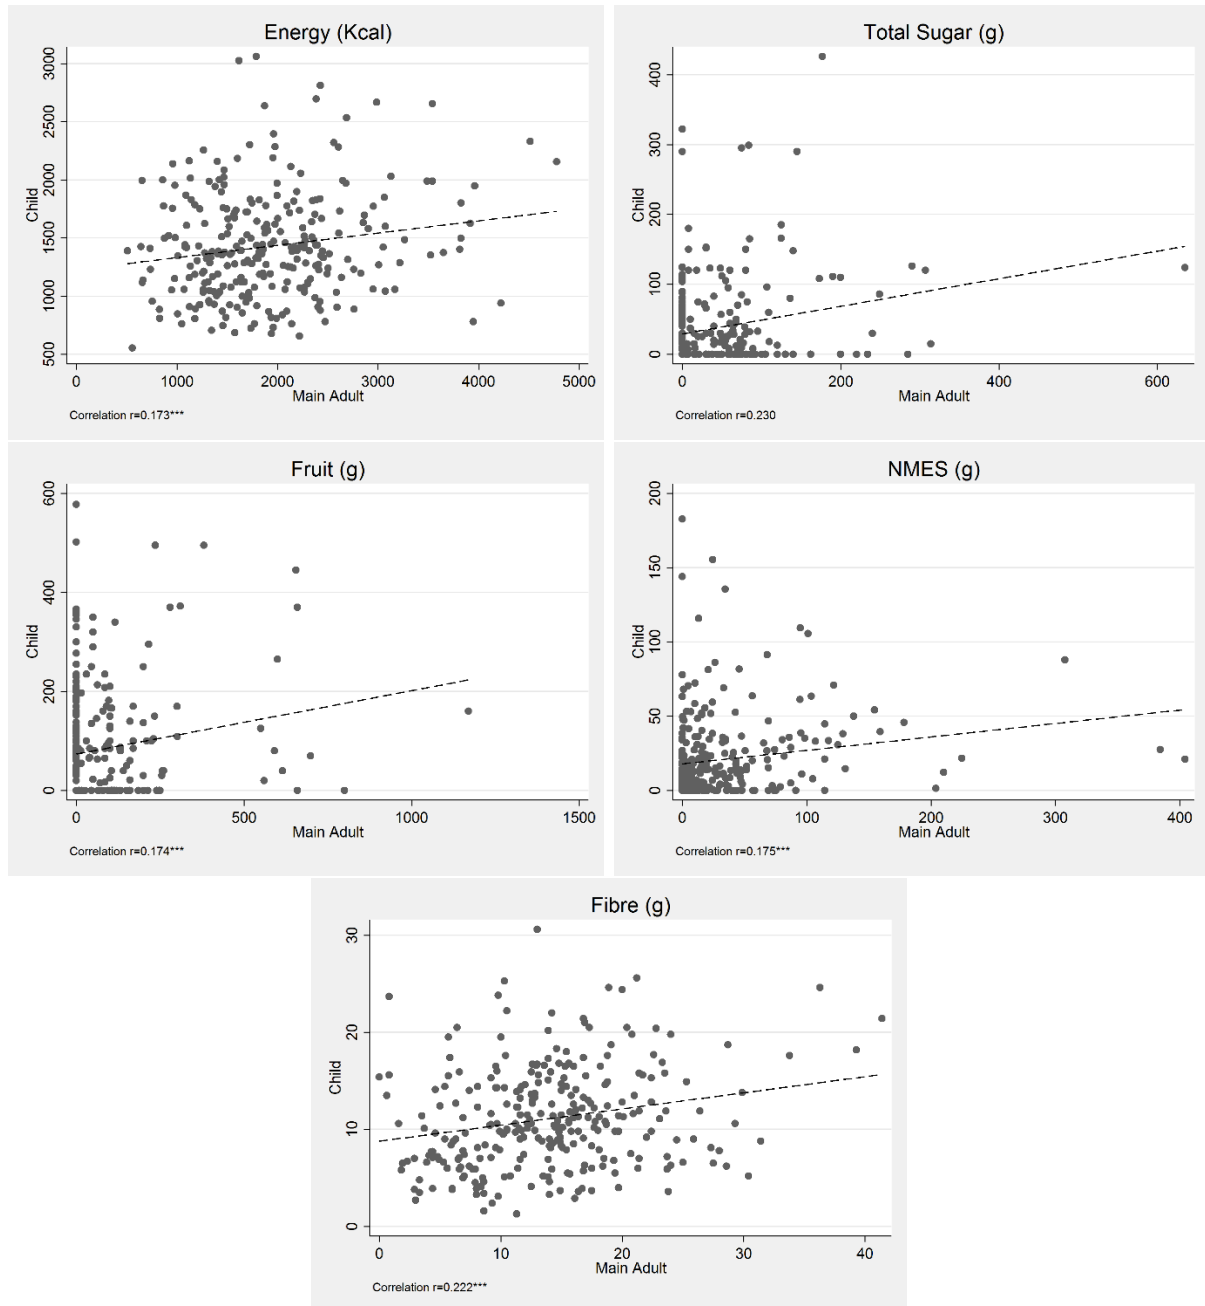 Energy (Kcal)
Child
3000
2500
2000
1500
1000
500
0 1000 2000 3000 4000 5000
Main Adult
Correlation r=0.173***
Total Sugar (g)
Child
400
300
200
100
0
0 200 400 600
Main Adult
Correlation r=0.230
Fruit (g)
Child
600
400
200
0
0 500 1000 1500
Main Adult
Correlation r=0.174***
NMES (g)
Child
200
150
100
50
0
0 100 200 300 400
Main Adult
Correlation r=0.175***
Fibre (g)
Child
30
20
10
0
0 10 20 30 40
Main Adult
Correlation r=0.222***